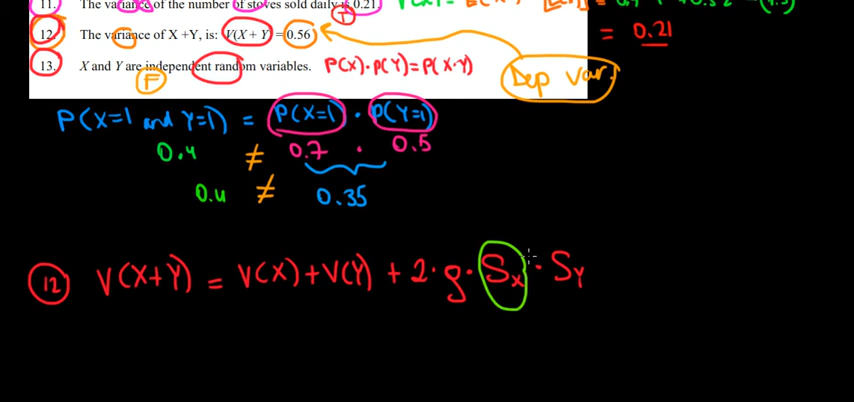 11. The variance of the number of stoves sold daily is 0.21. T
12. The variance of X +Y, is: V(X + Y) = 0.56
= 0.21
13. X and Y are independent random variables. P(X)·P(Y)=P(X·Y)
F
Dep var.
P(X=1 and Y=1) = P(X=1) · P(Y=1)
0.4 ≠ 0.7 · 0.5
0.4 ≠ 0.35
12 V(X+Y) = V(X)+V(Y) + 2·ρ·Sx · SY